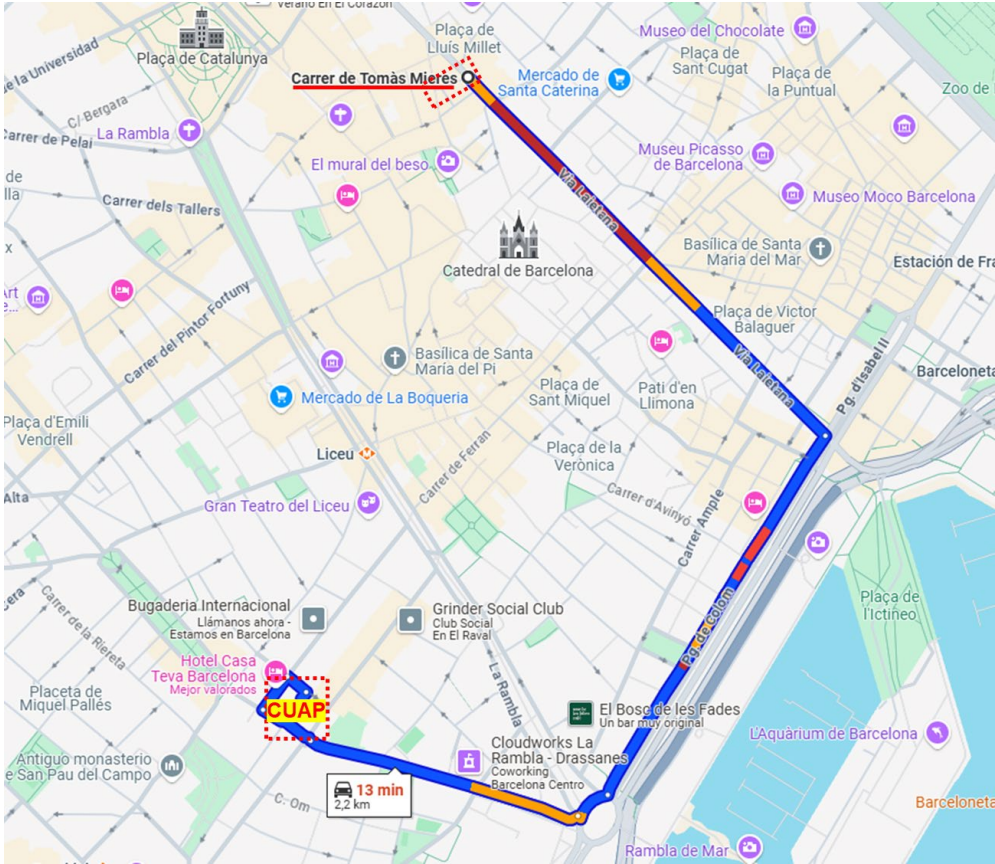 Verano En El Corazón
Plaça de
Lluís Millet
Museo del Chocolate
Plaça de Catalunya
de la Universidad
Carrer de Tomàs Mieres
Mercado de
Santa Caterina
Plaça de
Sant Cugat
Plaça de
la Puntual
Zoo de
C/ Bergara
La Rambla
Carrer de Pelai
El mural del beso
Museu Picasso
de Barcelona
Museo Moco Barcelona
de
lla
Carrer dels Tallers
Via Laietana
Catedral de Barcelona
Basílica de Santa
Maria del Mar
Estación de Fra
x
Art
e...
Carrer del Pintor Fortuny
Plaça de Víctor
Balaguer
Via Laietana
Pg. d'Isabel II
Barceloneta
Basílica de Santa
María del Pi
Mercado de La Boqueria
Plaça de
Sant Miquel
Pati d'en
Llimona
Plaça d'Emili
Vendrell
Liceu
Carrer de Ferran
Plaça de la
Verònica
Alta
Gran Teatro del Liceu
Carrer d'Avinyó
Carrer Ample
Plaça de
l'Ictíneo
cera
Carrer de la Riereta
Bugaderia Internacional
Llámanos ahora -
Estamos en Barcelona
Grinder Social Club
Club Social
En El Raval
Pg. de Colom
Hotel Casa
Teva Barcelona
Mejor valorados
Placeta de
Miquel Pallés
CUAP
La Rambla
El Bosc de les Fades
Un bar muy original
L'Aquàrium de Barcelona
Antiguo monasterio
e San Pau del Campo
Cloudworks La
Rambla - Drassanes
Coworking
Barcelona Centro
13 min
2,2 km
C. Om
Barceloneta
Rambla de Mar